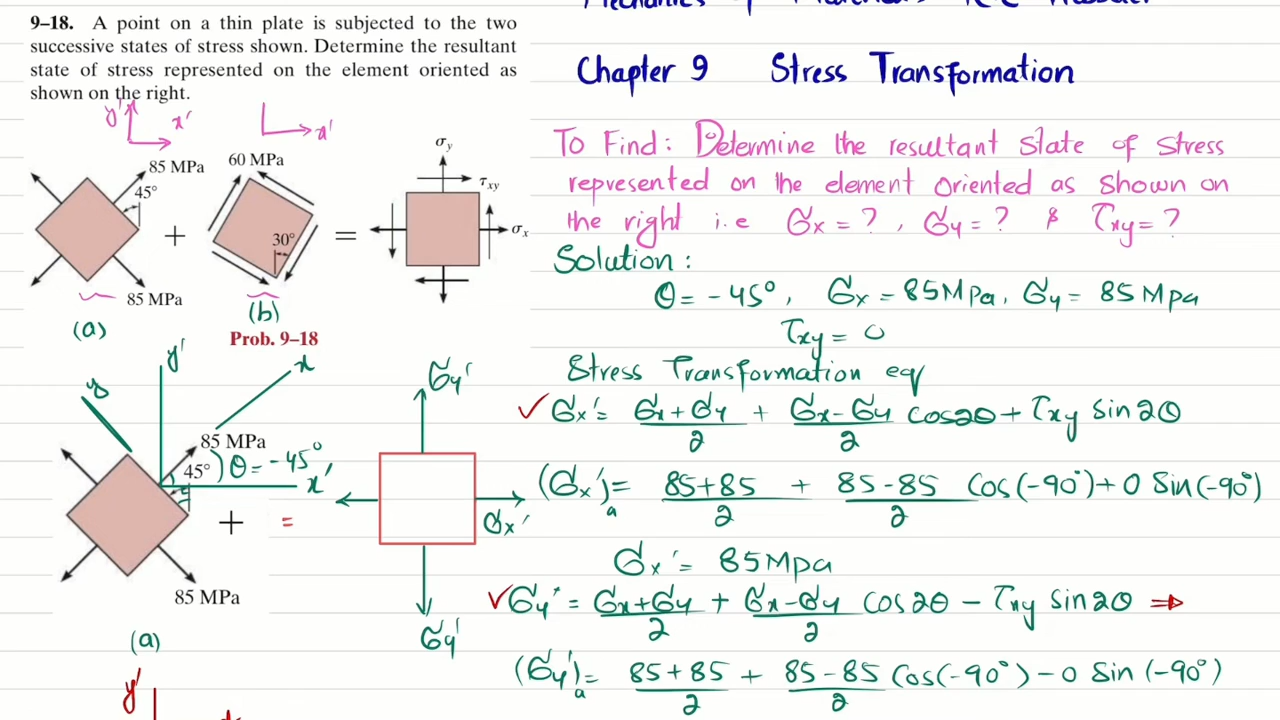 Mechanics of Materials R.C Hibbeler
9–18. A point on a thin plate is subjected to the two
successive states of stress shown. Determine the resultant
state of stress represented on the element oriented as
shown on the right.
Chapter 9 Stress Transformation
To Find: Determine the resultant State of Stress
represented on the element oriented as shown on
the right i.e σx = ?, σy = ? & τxy = ?
Solution:
θ = -45°, σx = 85MPa, σy = 85 MPa
τxy = 0
y' x'
x'
85 MPa
45°
+
60 MPa
30°
=
σy
τxy
σx
85 MPa
(a)
(b)
Prob. 9–18
Stress Transformation eq
✓ σx' = σx+σy/2 + σx-σy/2 cos2θ + τxy sin2θ
(σx')a = 85+85/2 + 85-85/2 cos(-90°) + 0 Sin(-90°)
σx' = 85Mpa
✓ σy' = σx+σy/2 + σx-σy/2 cos2θ - τxy sin2θ ⇒
(σy')a = 85+85/2 + 85-85/2 Cos(-90°) - 0 Sin(-90°)
y
y'
x
85 MPa
45°
θ=-45°
x'
+
=
85 MPa
(a)
σy'
σx'
σy'
y'